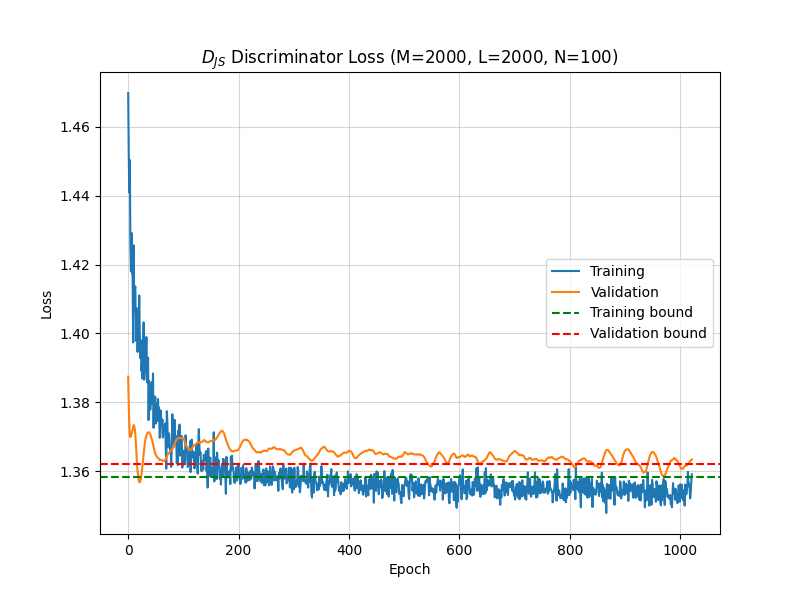 D_JS Discriminator Loss (M=2000, L=2000, N=100)
Loss
1.46
1.44
1.42
1.40
1.38
1.36
Training
Validation
Training bound
Validation bound
0 200 400 600 800 1000
Epoch